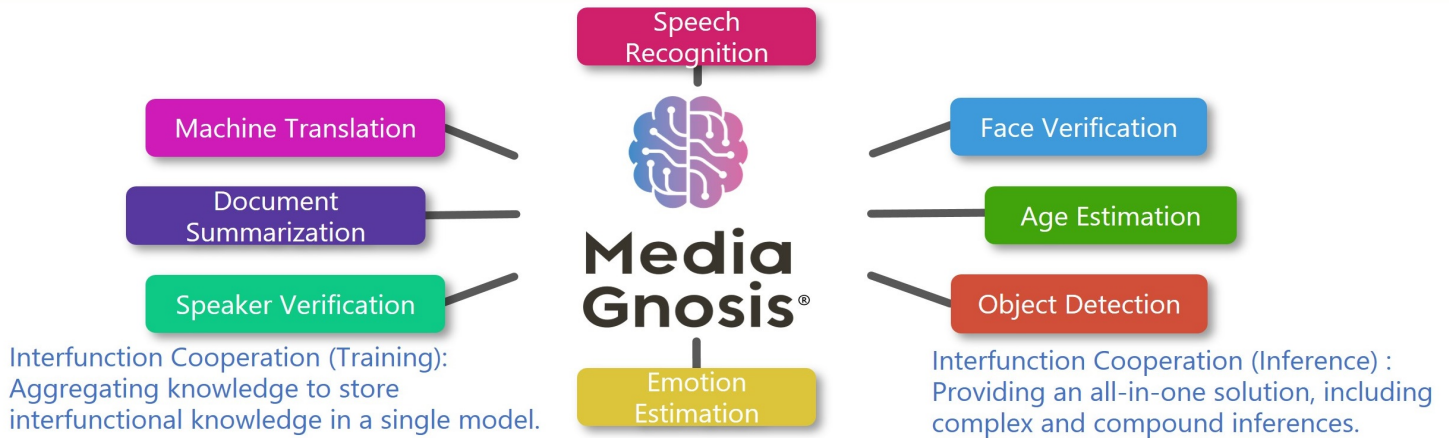 Speech
Recognition
Machine Translation
Face Verification
Document
Summarization
Age Estimation
Media
Gnosis®
Speaker Verification
Object Detection
Interfunction Cooperation (Training):
Aggregating knowledge to store
interfunctional knowledge in a single model.
Emotion
Estimation
Interfunction Cooperation (Inference) :
Providing an all-in-one solution, including
complex and compound inferences.